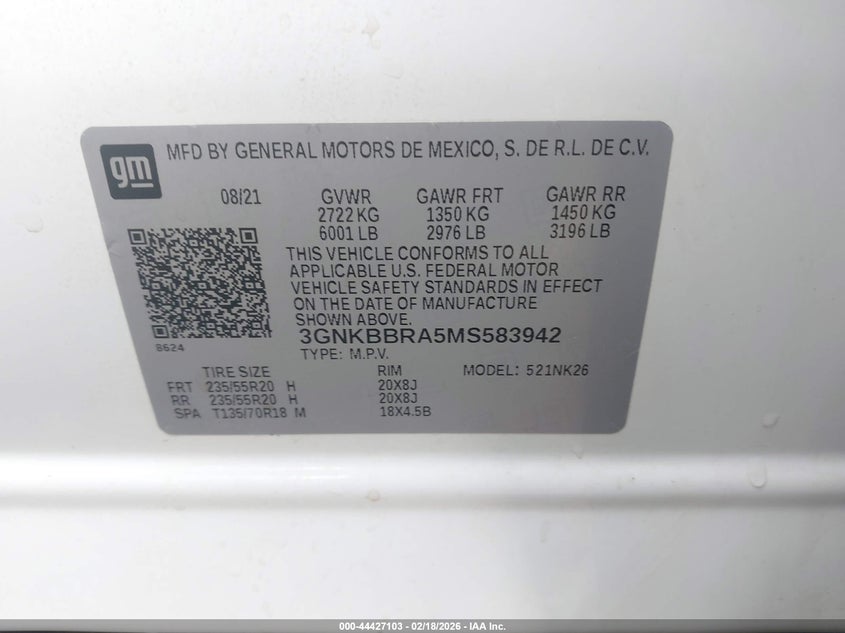 gm MFD BY GENERAL MOTORS DE MEXICO, S. DE R.L. DE C.V.
08/21 GVWR GAWR FRT GAWR RR
2722 KG 1350 KG 1450 KG
6001 LB 2976 LB 3196 LB
THIS VEHICLE CONFORMS TO ALL
APPLICABLE U.S. FEDERAL MOTOR
VEHICLE SAFETY STANDARDS IN EFFECT
ON THE DATE OF MANUFACTURE
SHOWN ABOVE.
3GNKBBRA5MS583942
8624
TYPE: M.P.V.
TIRE SIZE RIM MODEL: 521NK26
FRT 235/55R20 H 20X8J
RR 235/55R20 H 20X8J
SPA T135/70R18 M 18X4.5B
000-44427103 - 02/18/2026 - IAA Inc.